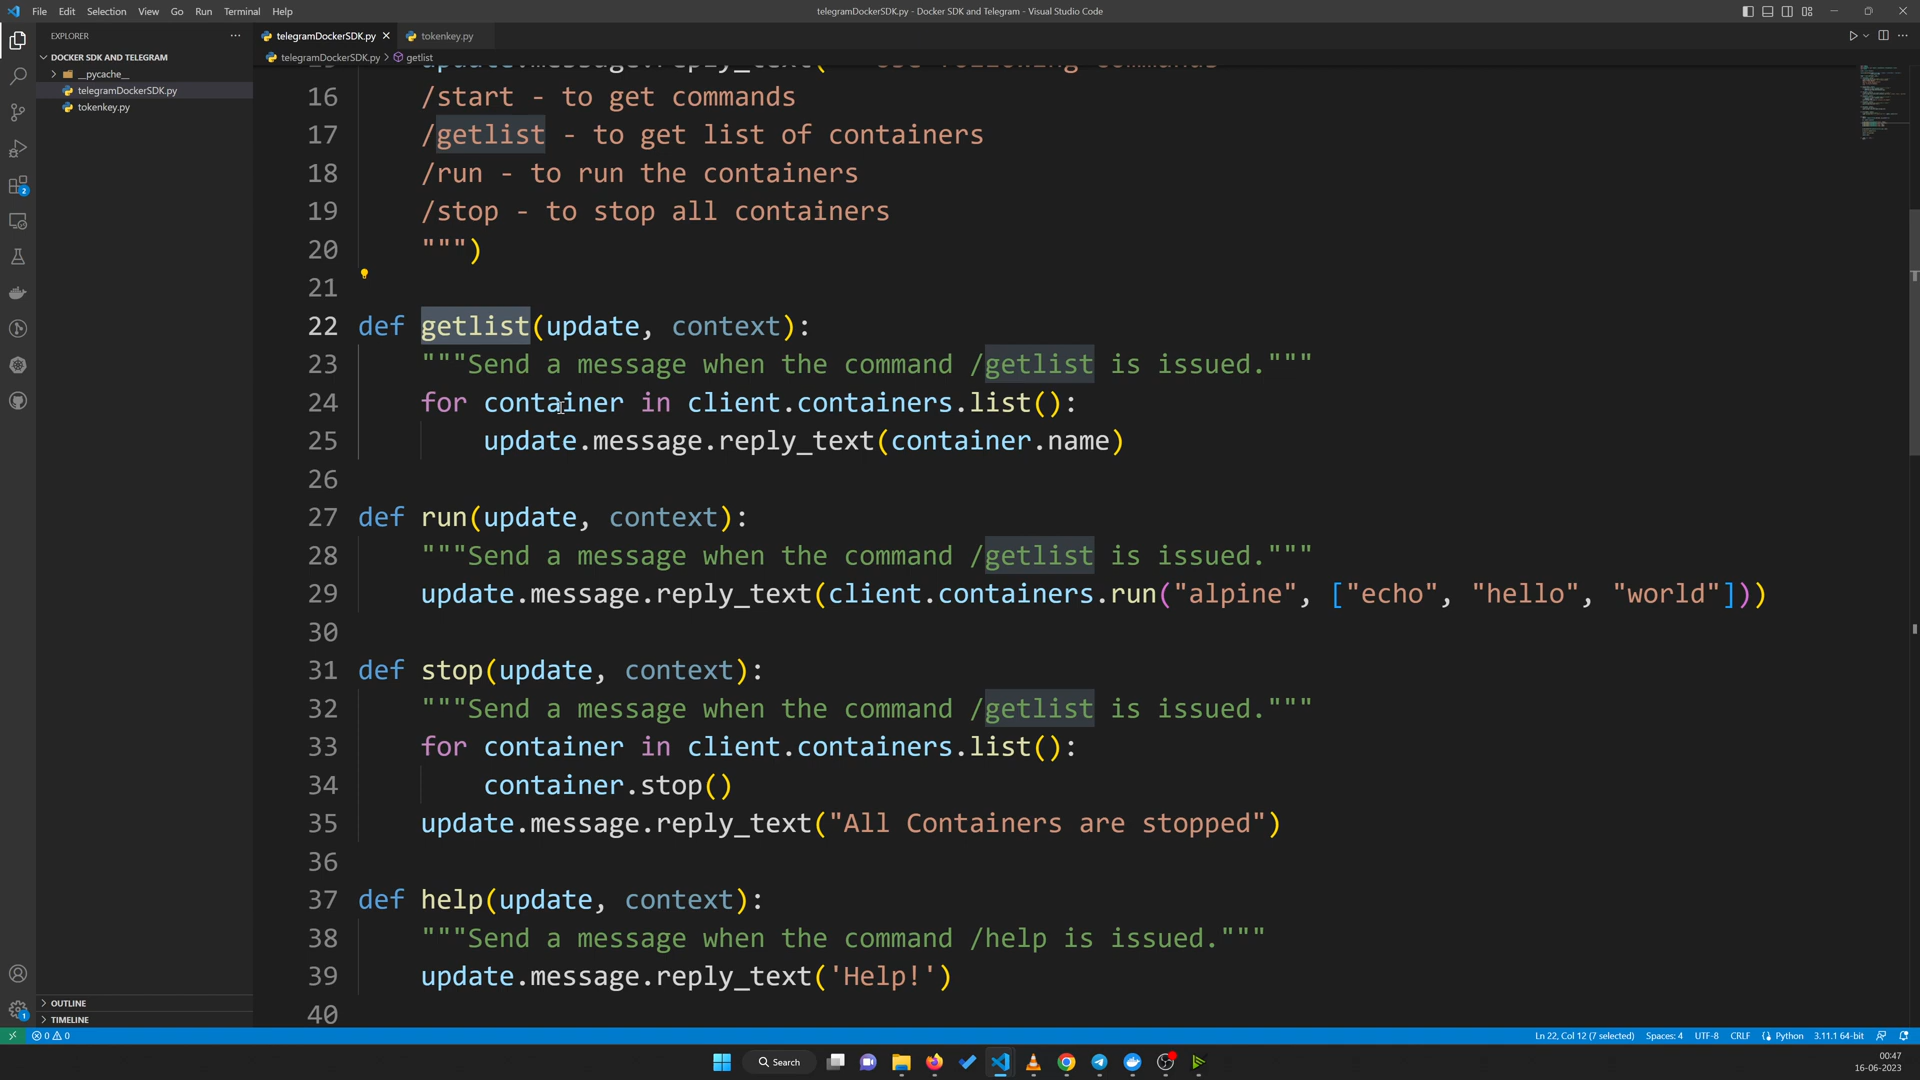 File Edit Selection View Go Run Terminal Help
telegramDockerSDK.py - Docker SDK and Telegram - Visual Studio Code
EXPLORER
telegramDockerSDK.py
tokenkey.py
DOCKER SDK AND TELEGRAM
telegramDockerSDK.py > getlist
__pycache__
telegramDockerSDK.py
tokenkey.py
16 /start - to get commands
17 /getlist - to get list of containers
18 /run - to run the containers
19 /stop - to stop all containers
20 """)
21
22 def getlist(update, context):
23 """Send a message when the command /getlist is issued."""
24 for container in client.containers.list():
25 update.message.reply_text(container.name)
26
27 def run(update, context):
28 """Send a message when the command /getlist is issued."""
29 update.message.reply_text(client.containers.run("alpine", ["echo", "hello", "world"]))
30
31 def stop(update, context):
32 """Send a message when the command /getlist is issued."""
33 for container in client.containers.list():
34 container.stop()
35 update.message.reply_text("All Containers are stopped")
36
37 def help(update, context):
38 """Send a message when the command /help is issued."""
39 update.message.reply_text('Help!')
40
OUTLINE
TIMELINE
0 0
Ln 22, Col 12 (7 selected) Spaces: 4 UTF-8 CRLF Python 3.11.1 64-bit
Search
00:47
16-06-2023